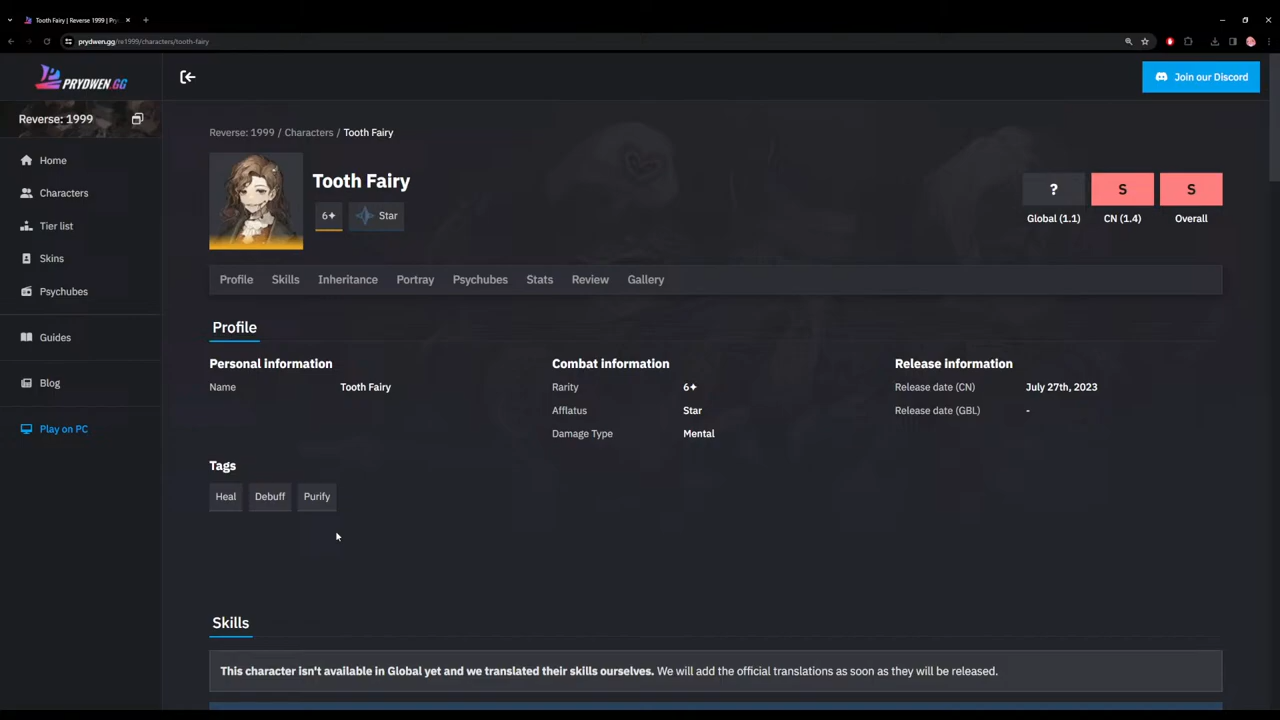 Tooth Fairy | Reverse 1999 | Pry
prydwen.gg/re1999/characters/tooth-fairy
PRYDWEN.GG
Join our Discord
Reverse: 1999
Home
Characters
Tier list
Skins
Psychubes
Guides
Blog
Play on PC
Reverse: 1999 / Characters / Tooth Fairy
Tooth Fairy
6✦ Star
? S S
Global (1.1) CN (1.4) Overall
Profile Skills Inheritance Portray Psychubes Stats Review Gallery
Profile
Personal information
Name Tooth Fairy
Combat information
Rarity 6✦
Afflatus Star
Damage Type Mental
Release information
Release date (CN) July 27th, 2023
Release date (GBL) -
Tags
Heal Debuff Purify
Skills
This character isn't available in Global yet and we translated their skills ourselves. We will add the official translations as soon as they will be released.